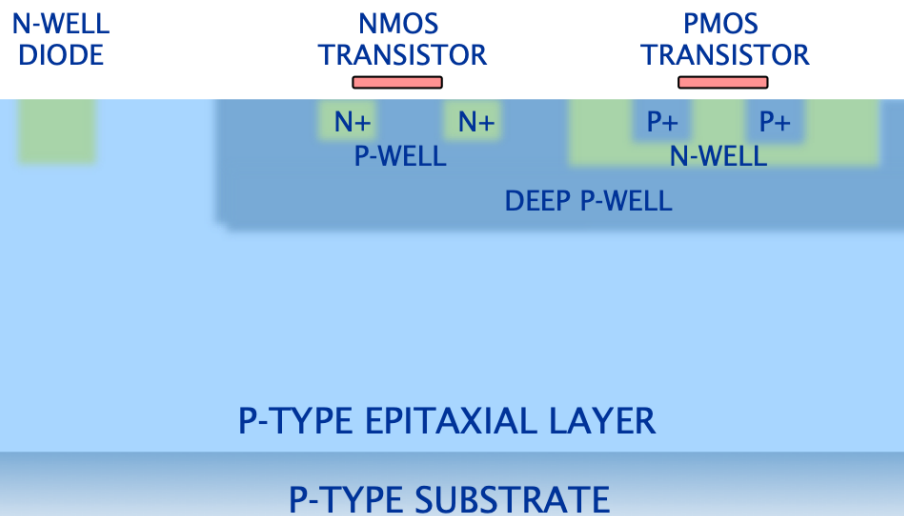 N-WELL
DIODE
NMOS
TRANSISTOR
PMOS
TRANSISTOR
N+ N+ P+ P+
P-WELL N-WELL
DEEP P-WELL
P-TYPE EPITAXIAL LAYER
P-TYPE SUBSTRATE